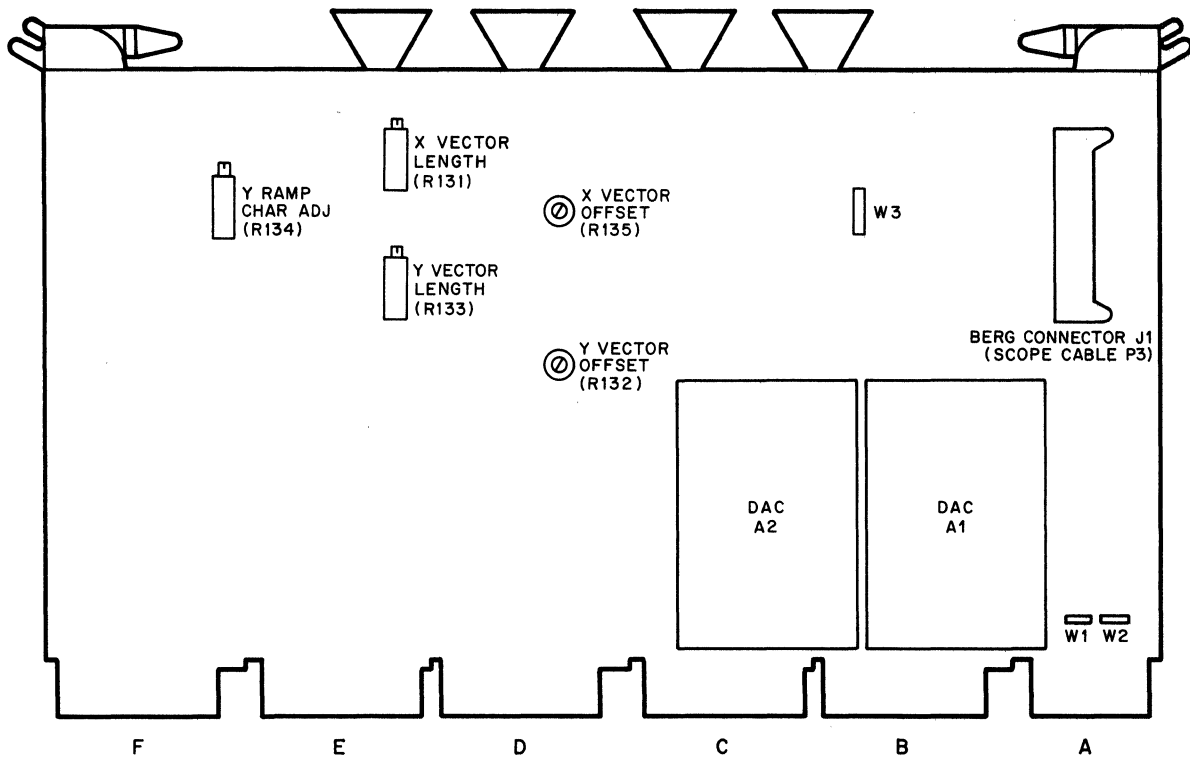 X VECTOR
LENGTH
(R131)
Y RAMP
CHAR ADJ
(R134)
X VECTOR
OFFSET
(R135)
W3
Y VECTOR
LENGTH
(R133)
BERG CONNECTOR J1
(SCOPE CABLE P3)
Y VECTOR
OFFSET
(R132)
DAC
A2
DAC
A1
W1 W2
F E D C B A